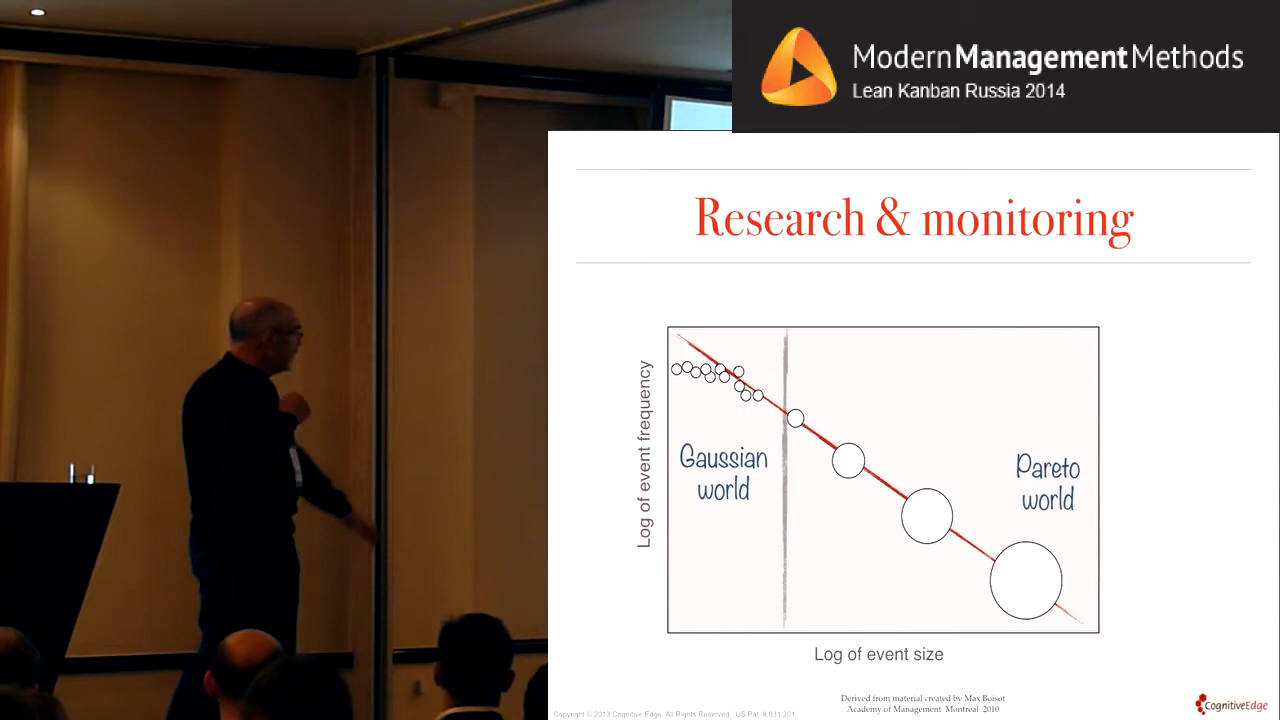 ModernManagementMethods
Lean Kanban Russia 2014
Research & monitoring
Log of event frequency
Gaussian
world
Pareto
world
Log of event size
Derived from material created by Max Boisot
Academy of Management Montreal 2010
Copyright © 2013 Cognitive Edge. All Rights Reserved. US Pat. 8,031,201
CognitiveEdge